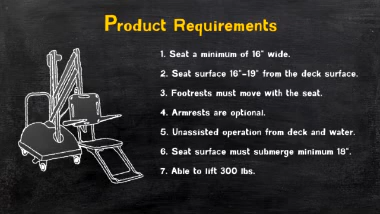 Product Requirements
1. Seat a minimum of 16" wide.
2. Seat surface 16"-19" from the deck surface.
3. Footrests must move with the seat.
4. Armrests are optional.
5. Unassisted operation from deck and water.
6. Seat surface must submerge minimum 18".
7. Able to lift 300 lbs.